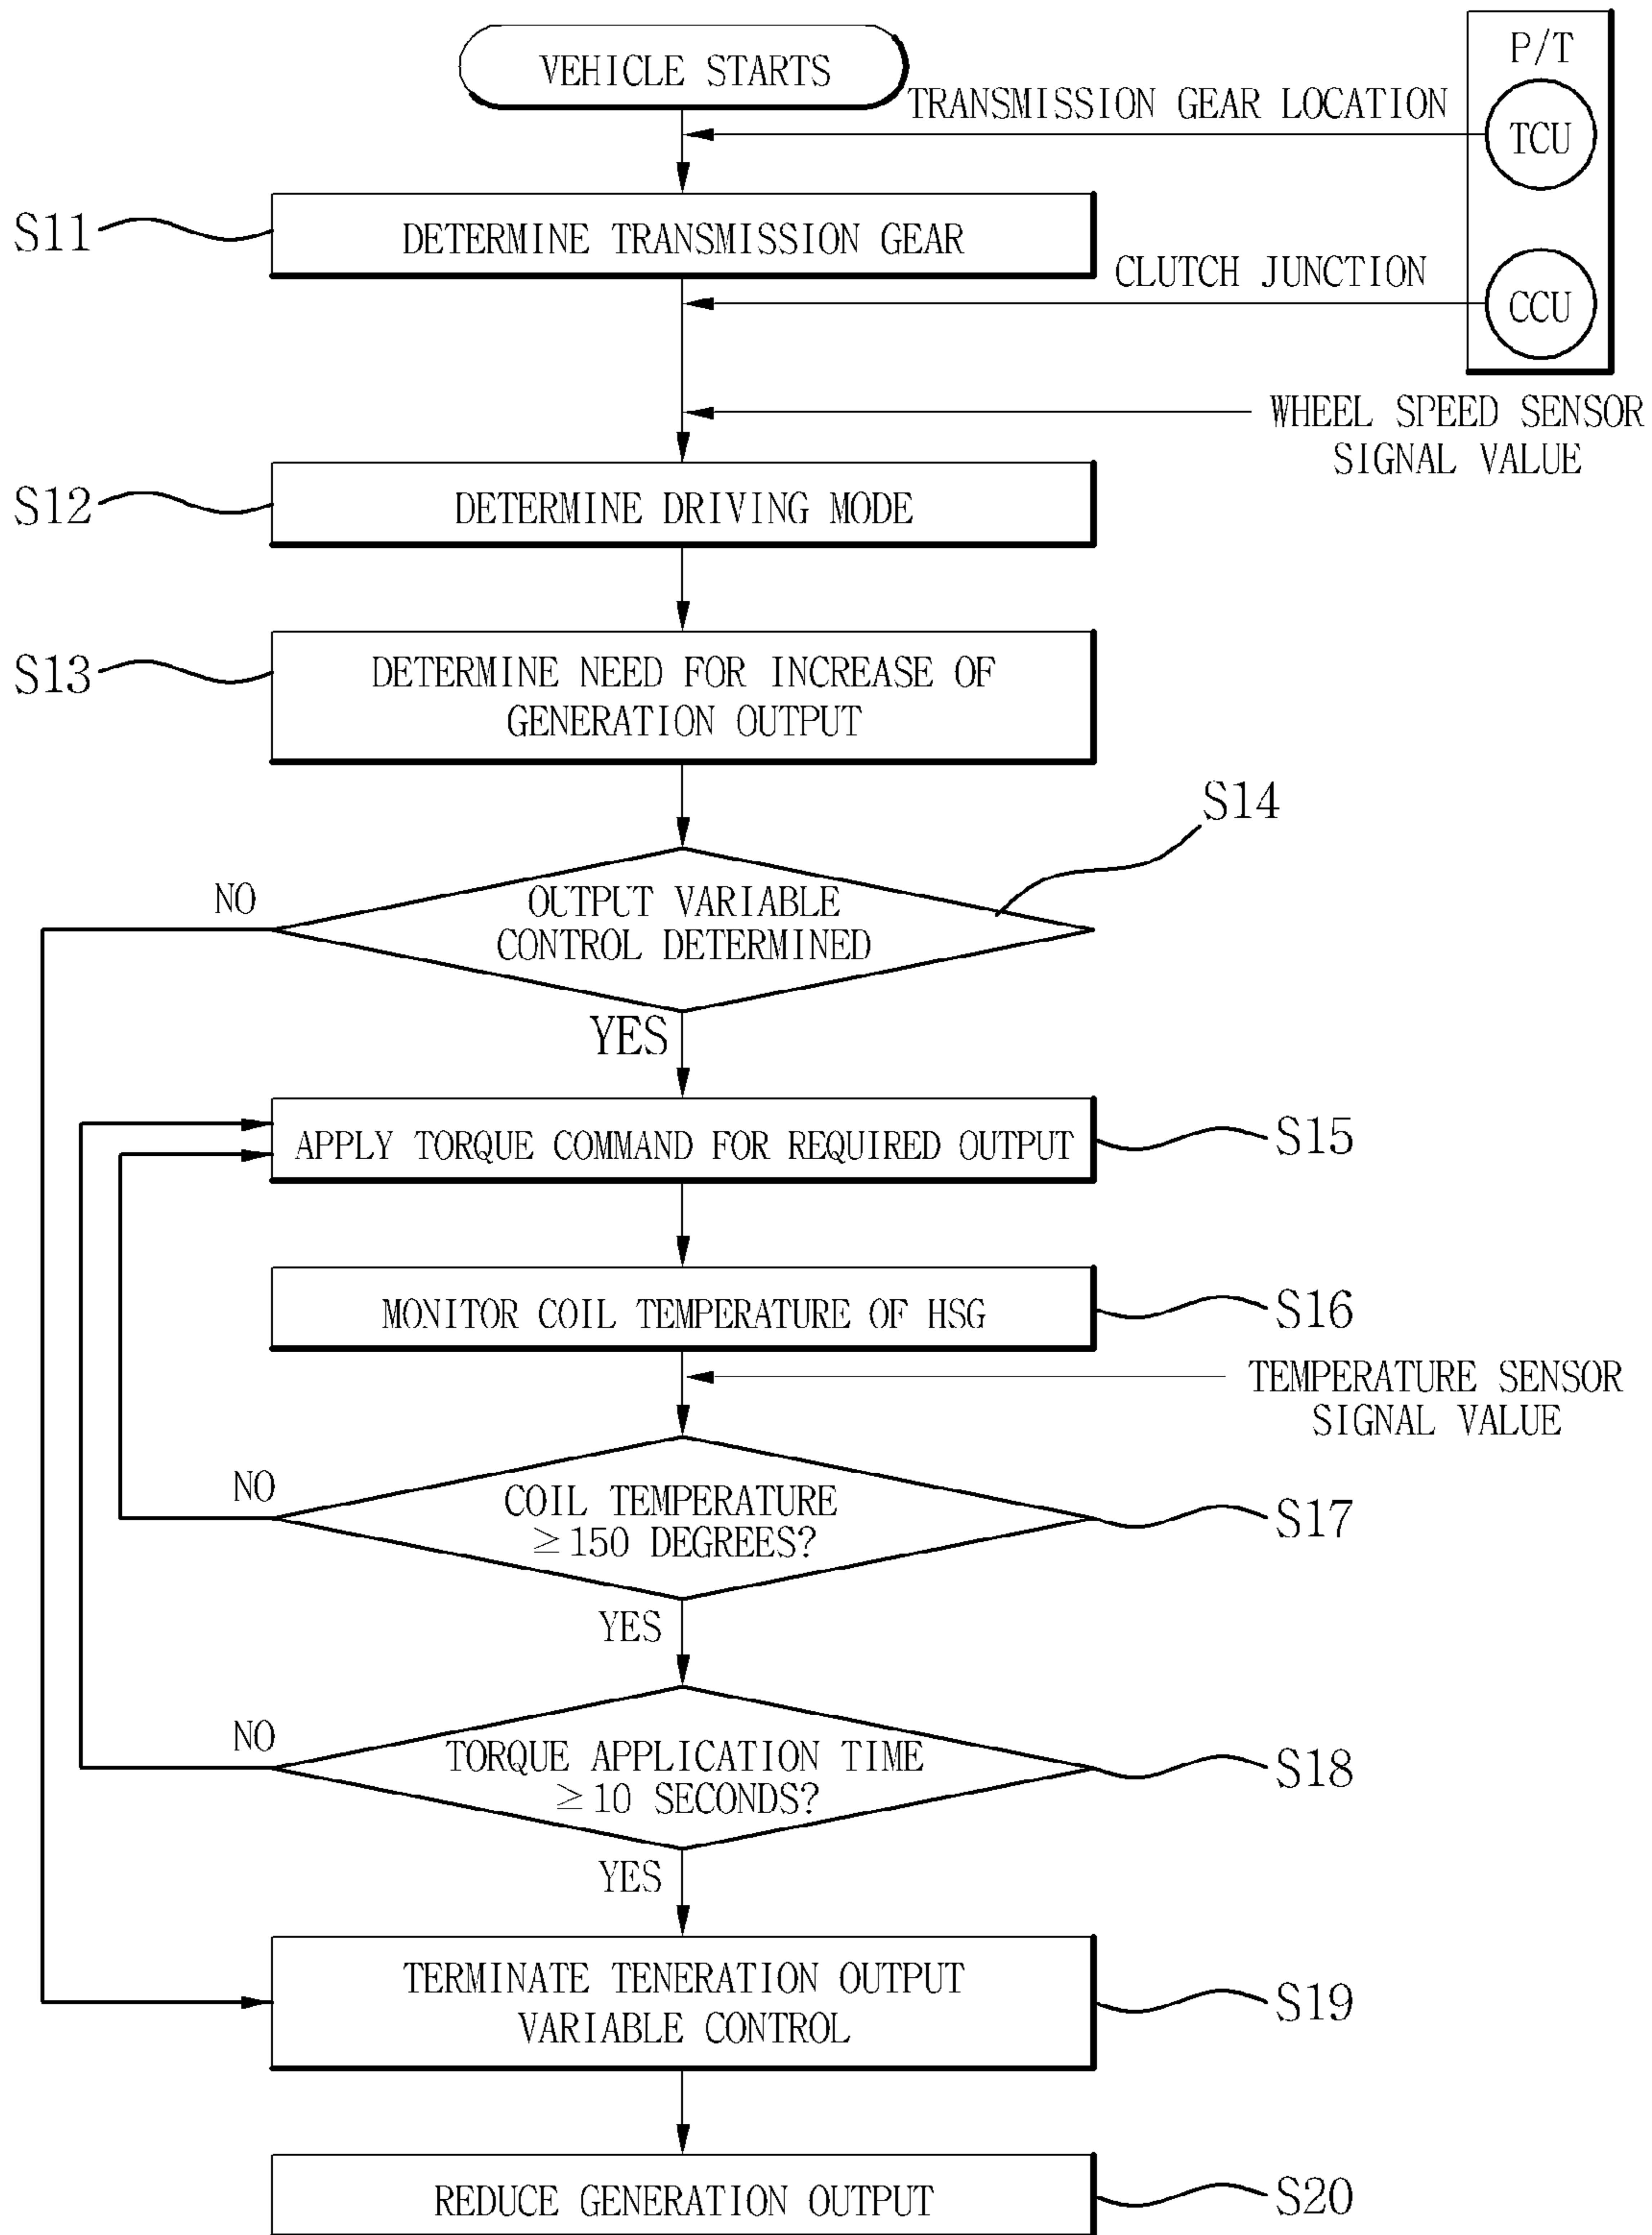 VEHICLE STARTS
P/T
TRANSMISSION GEAR LOCATION
TCU
S11
DETERMINE TRANSMISSION GEAR
CLUTCH JUNCTION
CCU
WHEEL SPEED SENSOR
SIGNAL VALUE
S12
DETERMINE DRIVING MODE
S13
DETERMINE NEED FOR INCREASE OF
GENERATION OUTPUT
S14
NO
OUTPUT VARIABLE
CONTROL DETERMINED
YES
APPLY TORQUE COMMAND FOR REQUIRED OUTPUT
S15
MONITOR COIL TEMPERATURE OF HSG
S16
TEMPERATURE SENSOR
SIGNAL VALUE
NO
COIL TEMPERATURE
≥150 DEGREES?
S17
YES
NO
TORQUE APPLICATION TIME
≥10 SECONDS?
S18
YES
TERMINATE TENERATION OUTPUT
VARIABLE CONTROL
S19
REDUCE GENERATION OUTPUT
S20